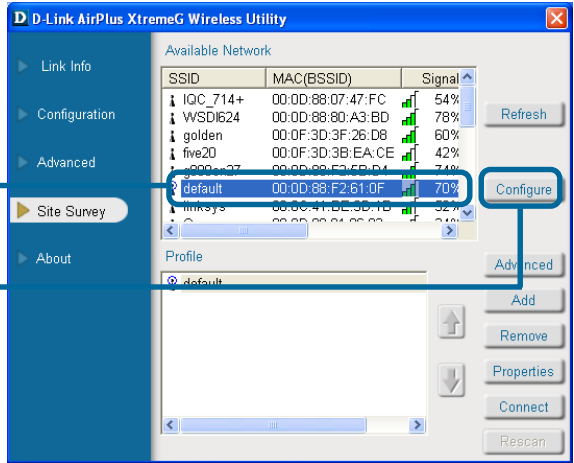 D D-Link AirPlus XtremeG Wireless Utility
Link Info
Configuration
Advanced
Site Survey
About
Available Network
SSID MAC(BSSID) Signal
IQC_714+ 00:0D:88:07:47:FC 54%
WSDI624 00:0D:88:80:A3:BD 78%
golden 00:0F:3D:3F:26:D8 60%
five20 00:0F:3D:3B:EA:CE 42%
default 00:0D:88:F2:61:0F 70%
linksys
Refresh
Configure
Profile
default
Advanced
Add
Remove
Properties
Connect
Rescan